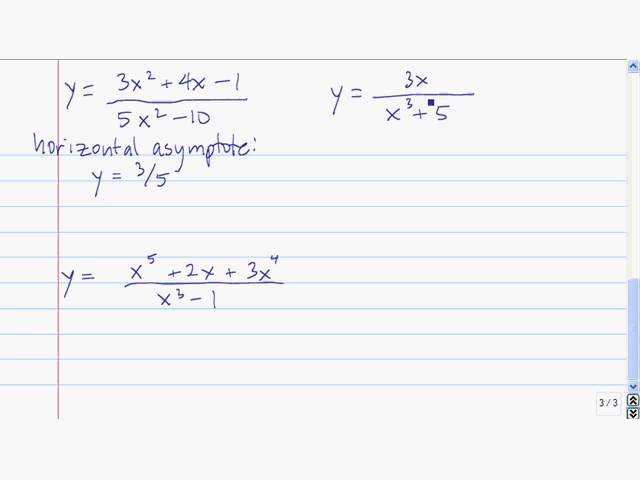 y = (3x² + 4x - 1)/(5x² - 10)
y = 3x/(x³ + 5)
horizontal asymptote:
y = 3/5
y = (x⁵ + 2x + 3x⁴)/(x³ - 1)
3/3